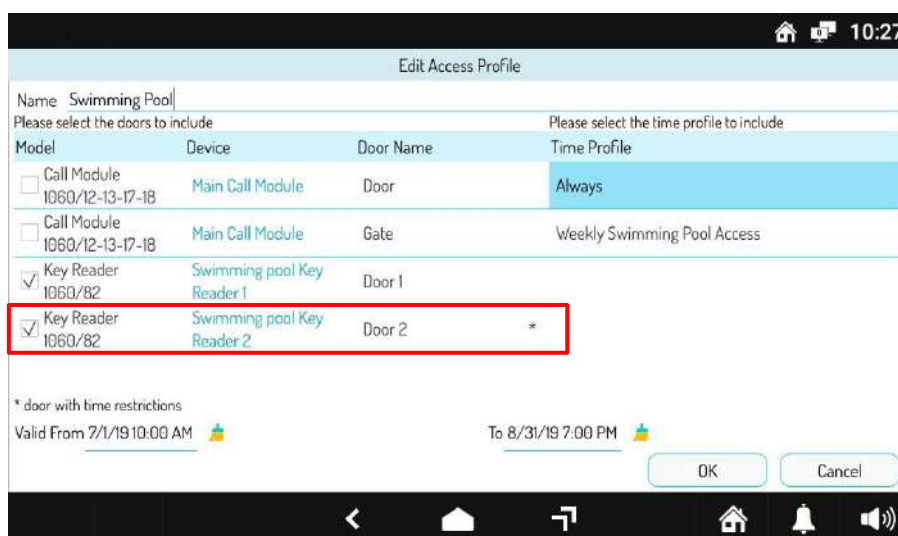 10:27
Edit Access Profile
Name Swimming Pool
Please select the doors to include Please select the time profile to include
Model Device Door Name Time Profile
Call Module
1060/12-13-17-18 Main Call Module Door Always
Call Module
1060/12-13-17-18 Main Call Module Gate Weekly Swimming Pool Access
Key Reader Swimming pool Key
1060/82 Reader 1 Door 1
Key Reader Swimming pool Key
1060/82 Reader 2 Door 2 *
* door with time restrictions
Valid From 7/1/19 10:00 AM To 8/31/19 7:00 PM
OK Cancel